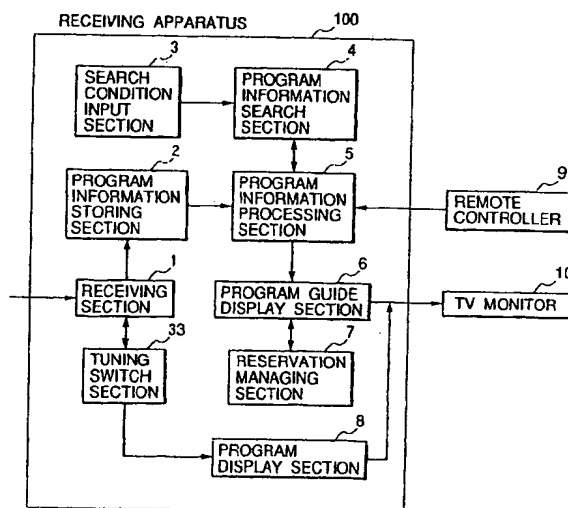 RECEIVING APPARATUS
100
3
SEARCH
CONDITION
INPUT
SECTION
4
PROGRAM
INFORMATION
SEARCH
SECTION
2
PROGRAM
INFORMATION
STORING
SECTION
5
PROGRAM
INFORMATION
PROCESSING
SECTION
9
REMOTE
CONTROLLER
1
RECEIVING
SECTION
6
PROGRAM GUIDE
DISPLAY SECTION
10
TV MONITOR
33
TUNING
SWITCH
SECTION
7
RESERVATION
MANAGING
SECTION
8
PROGRAM
DISPLAY SECTION